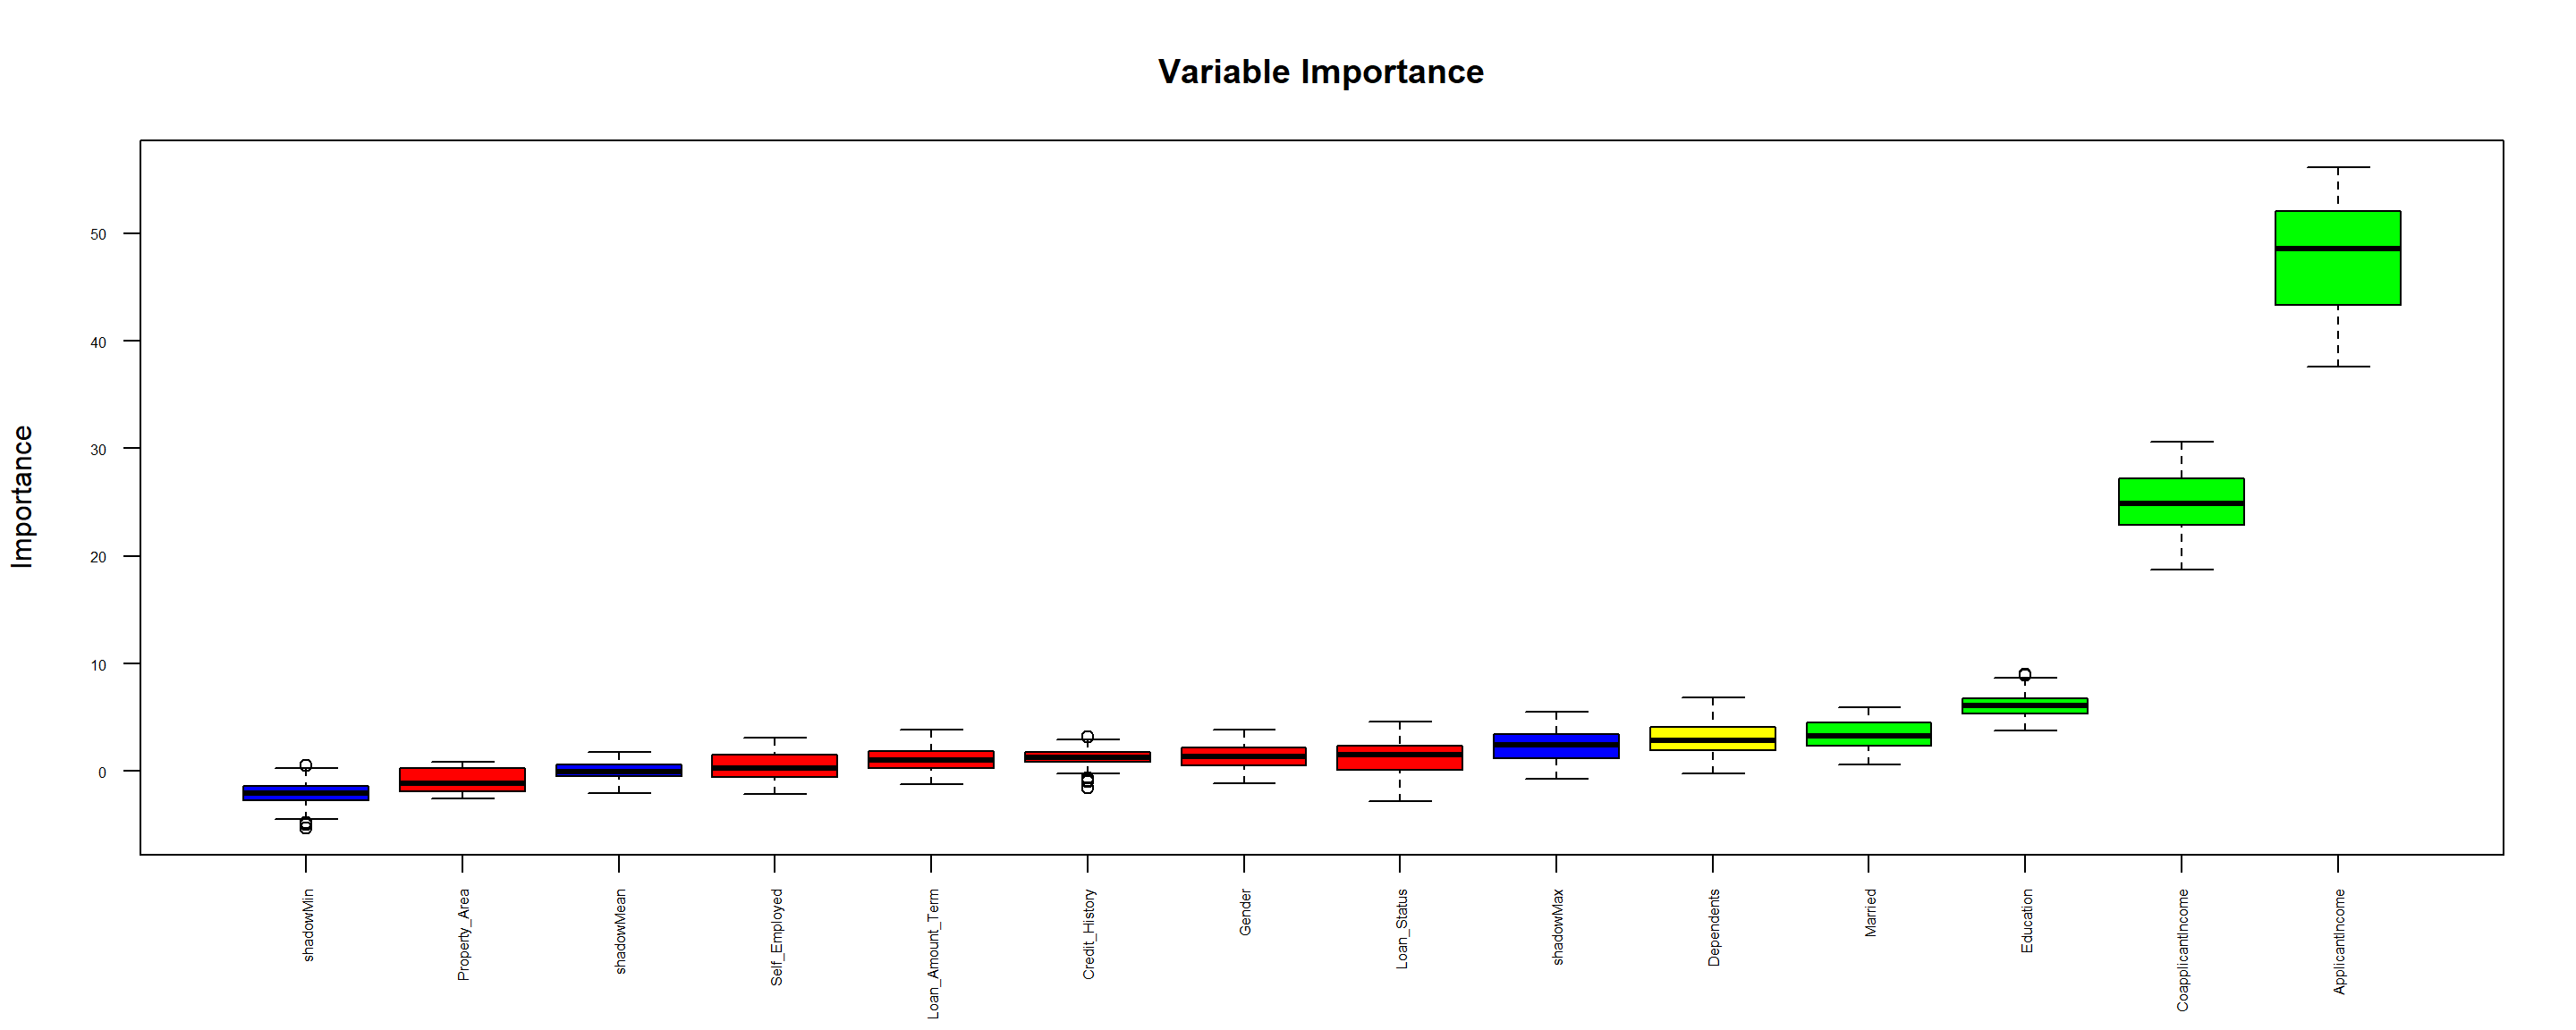 Variable Importance
Importance
50
40
30
20
10
0
shadowMin
Property_Area
shadowMean
Self_Employed
Loan_Amount_Term
Credit_History
Gender
Loan_Status
shadowMax
Dependents
Married
Education
CoapplicantIncome
ApplicantIncome